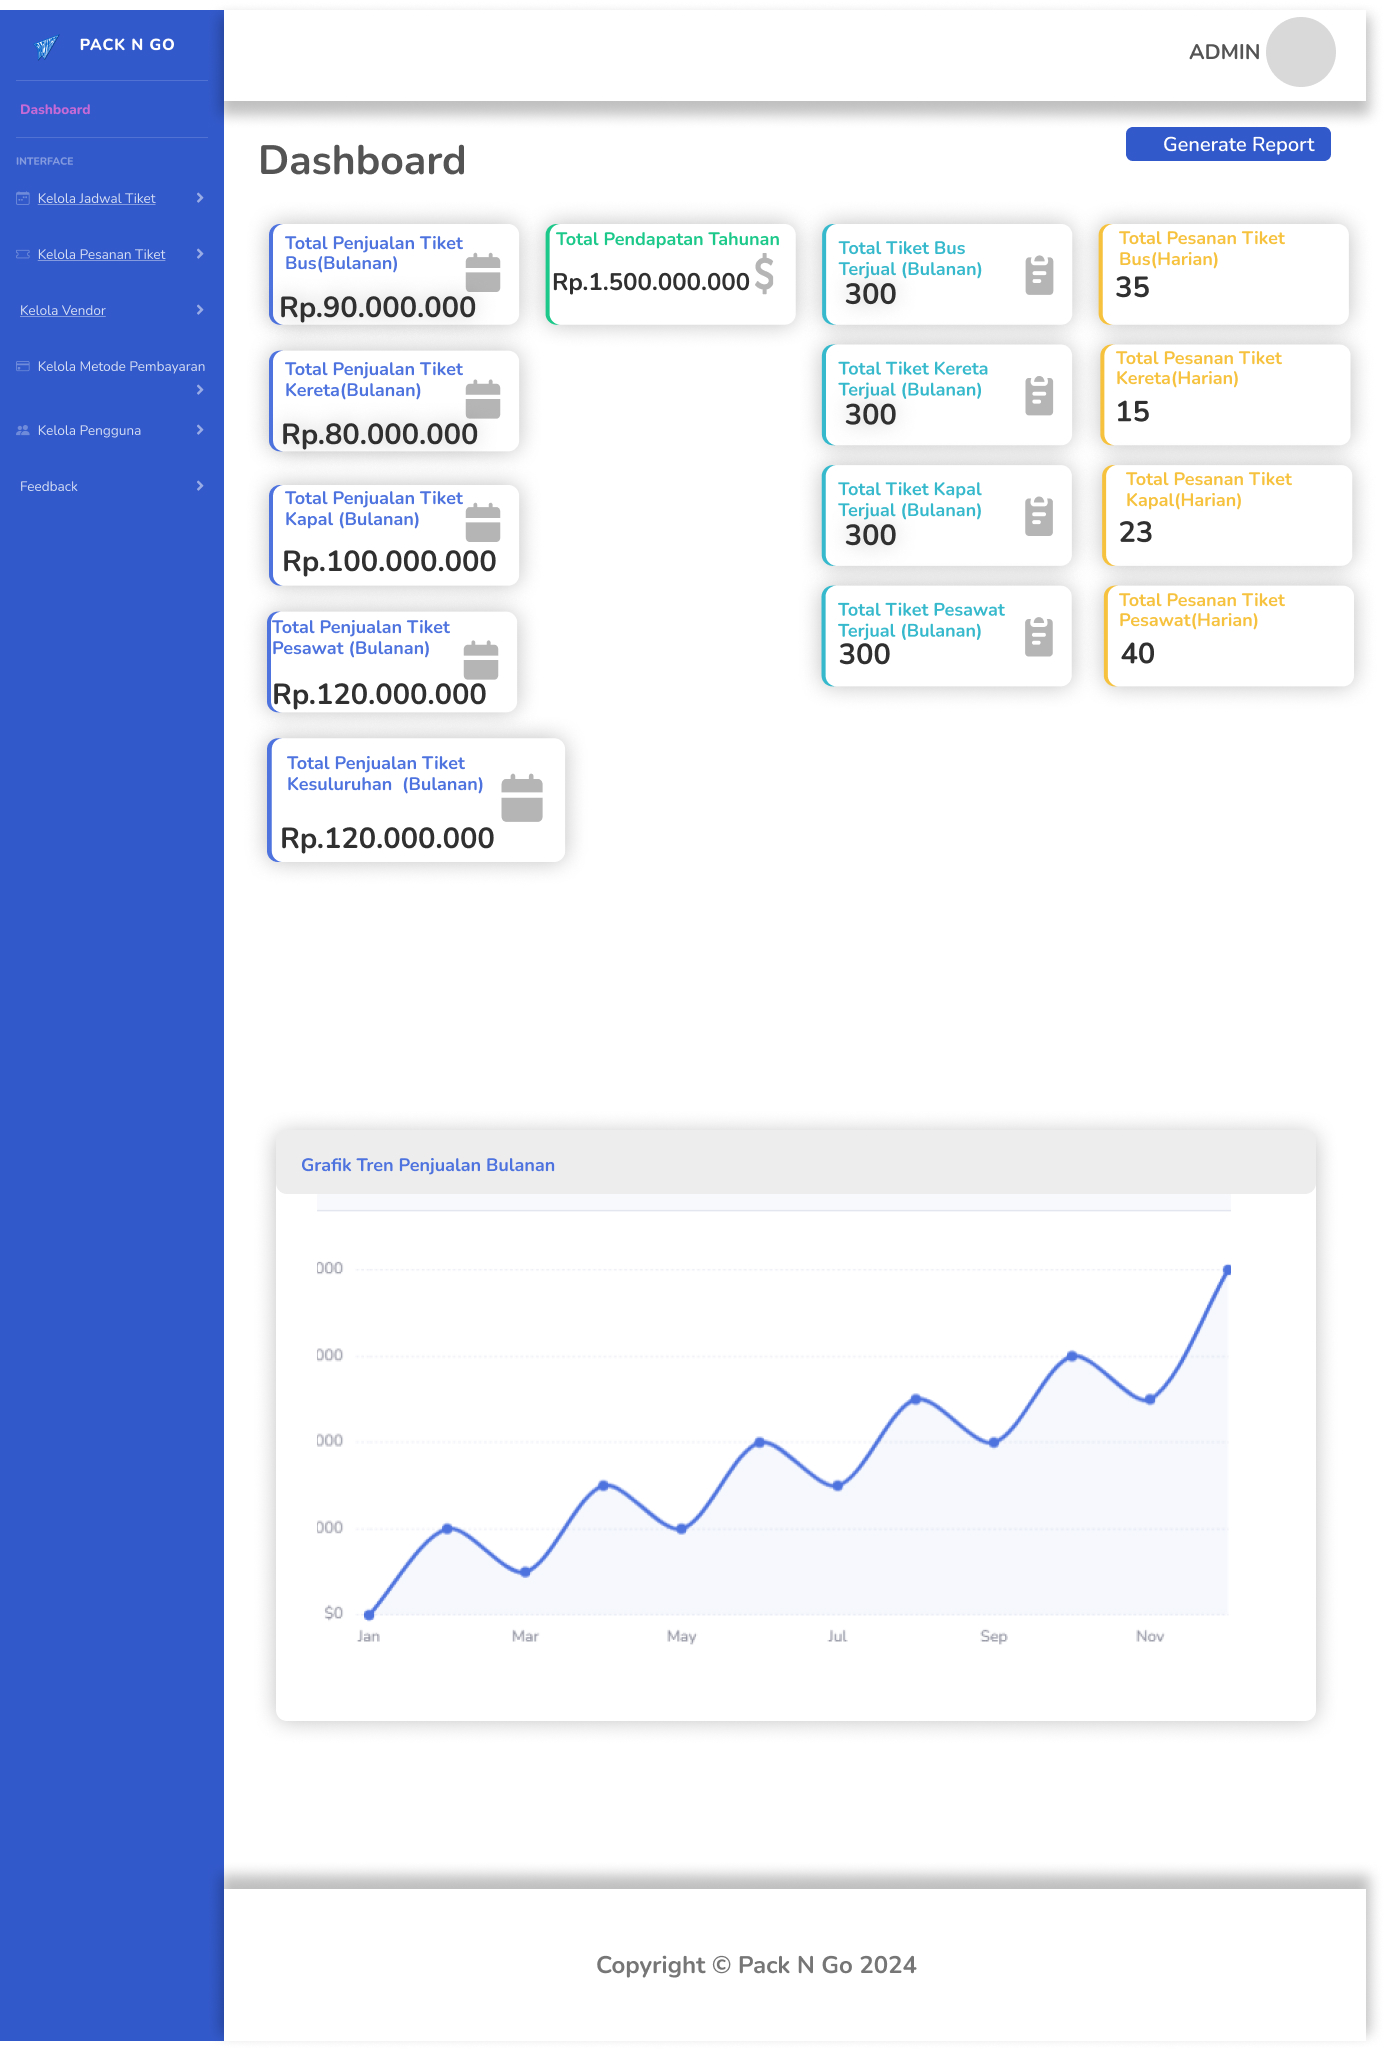 PACK N GO
Dashboard
INTERFACE
Kelola Jadwal Tiket
Kelola Pesanan Tiket
Kelola Vendor
Kelola Metode Pembayaran
Kelola Pengguna
Feedback
ADMIN
Dashboard
Generate Report
Total Penjualan Tiket
Bus(Bulanan)
Rp.90.000.000
Total Pendapatan Tahunan
Rp.1.500.000.000
$
Total Tiket Bus
Terjual (Bulanan)
300
Total Pesanan Tiket
Bus(Harian)
35
Total Penjualan Tiket
Kereta(Bulanan)
Rp.80.000.000
Total Tiket Kereta
Terjual (Bulanan)
300
Total Pesanan Tiket
Kereta(Harian)
15
Total Penjualan Tiket
Kapal (Bulanan)
Rp.100.000.000
Total Tiket Kapal
Terjual (Bulanan)
300
Total Pesanan Tiket
Kapal(Harian)
23
Total Penjualan Tiket
Pesawat (Bulanan)
Rp.120.000.000
Total Tiket Pesawat
Terjual (Bulanan)
300
Total Pesanan Tiket
Pesawat(Harian)
40
Total Penjualan Tiket
Kesuluruhan  (Bulanan)
Rp.120.000.000
Grafik Tren Penjualan Bulanan
000
000
000
000
$0
Jan Mar May Jul Sep Nov
Copyright © Pack N Go 2024